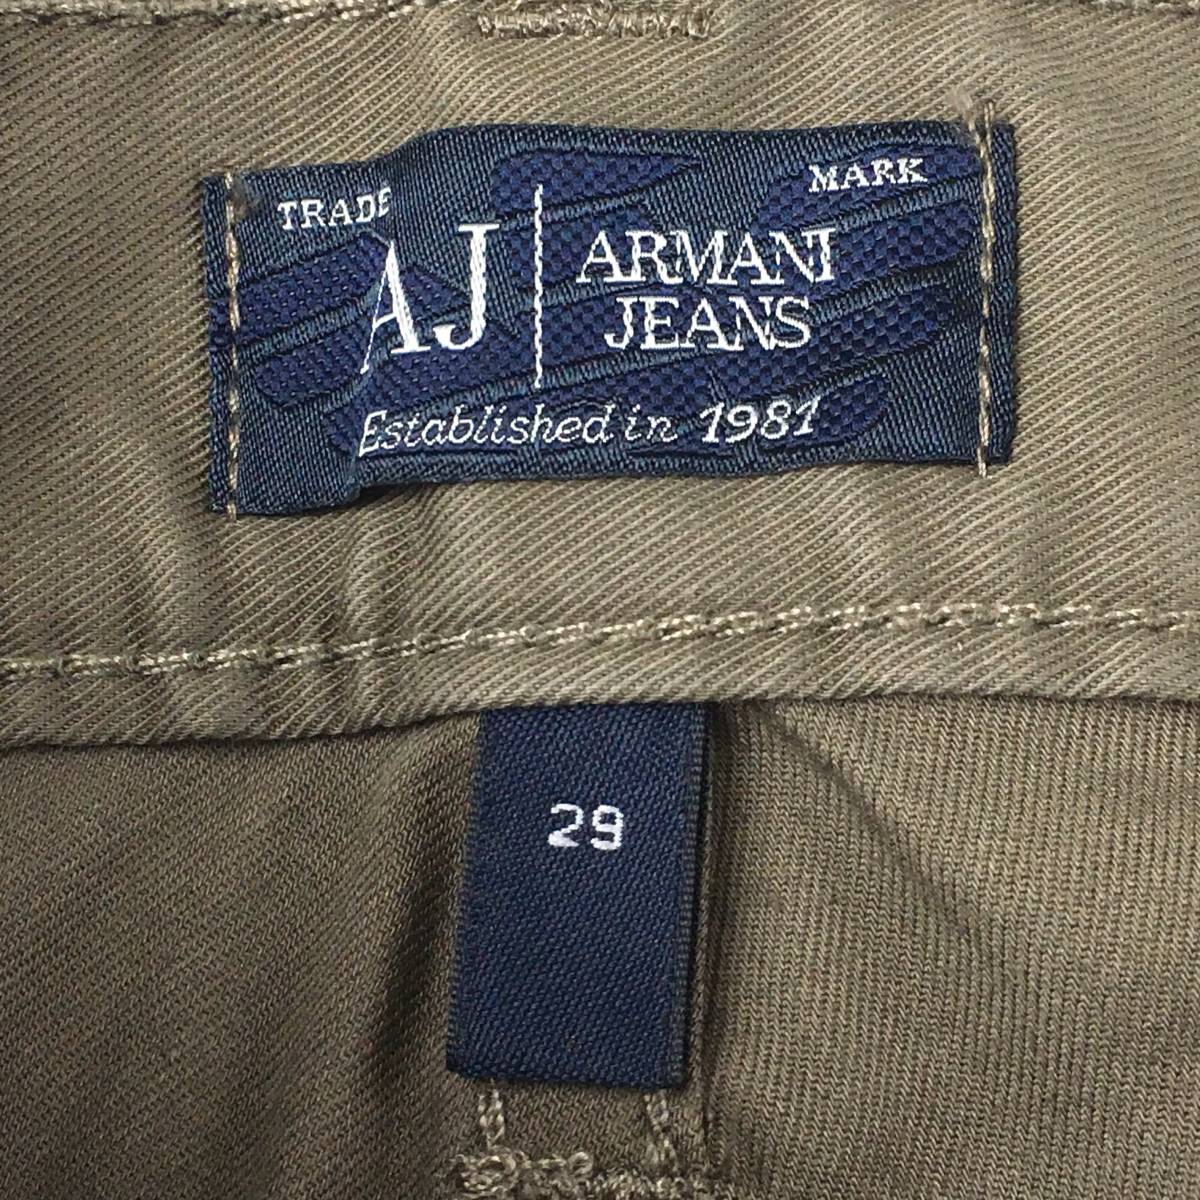 TRADE MARK
AJ ARMANI
JEANS
Established in 1981
29